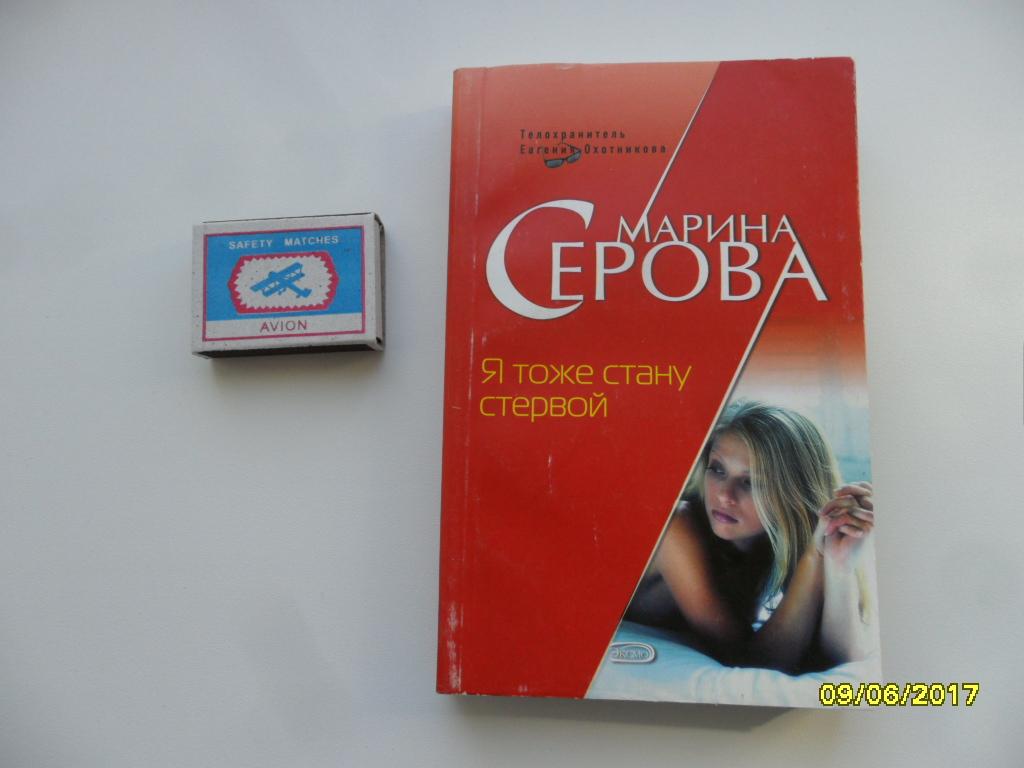 SAFETY MATCHES
AVION
Телохранитель
Евгения Охотникова
МАРИНА
СЕРОВА
Я тоже стану
стервой
ЭКСМО
09/06/2017